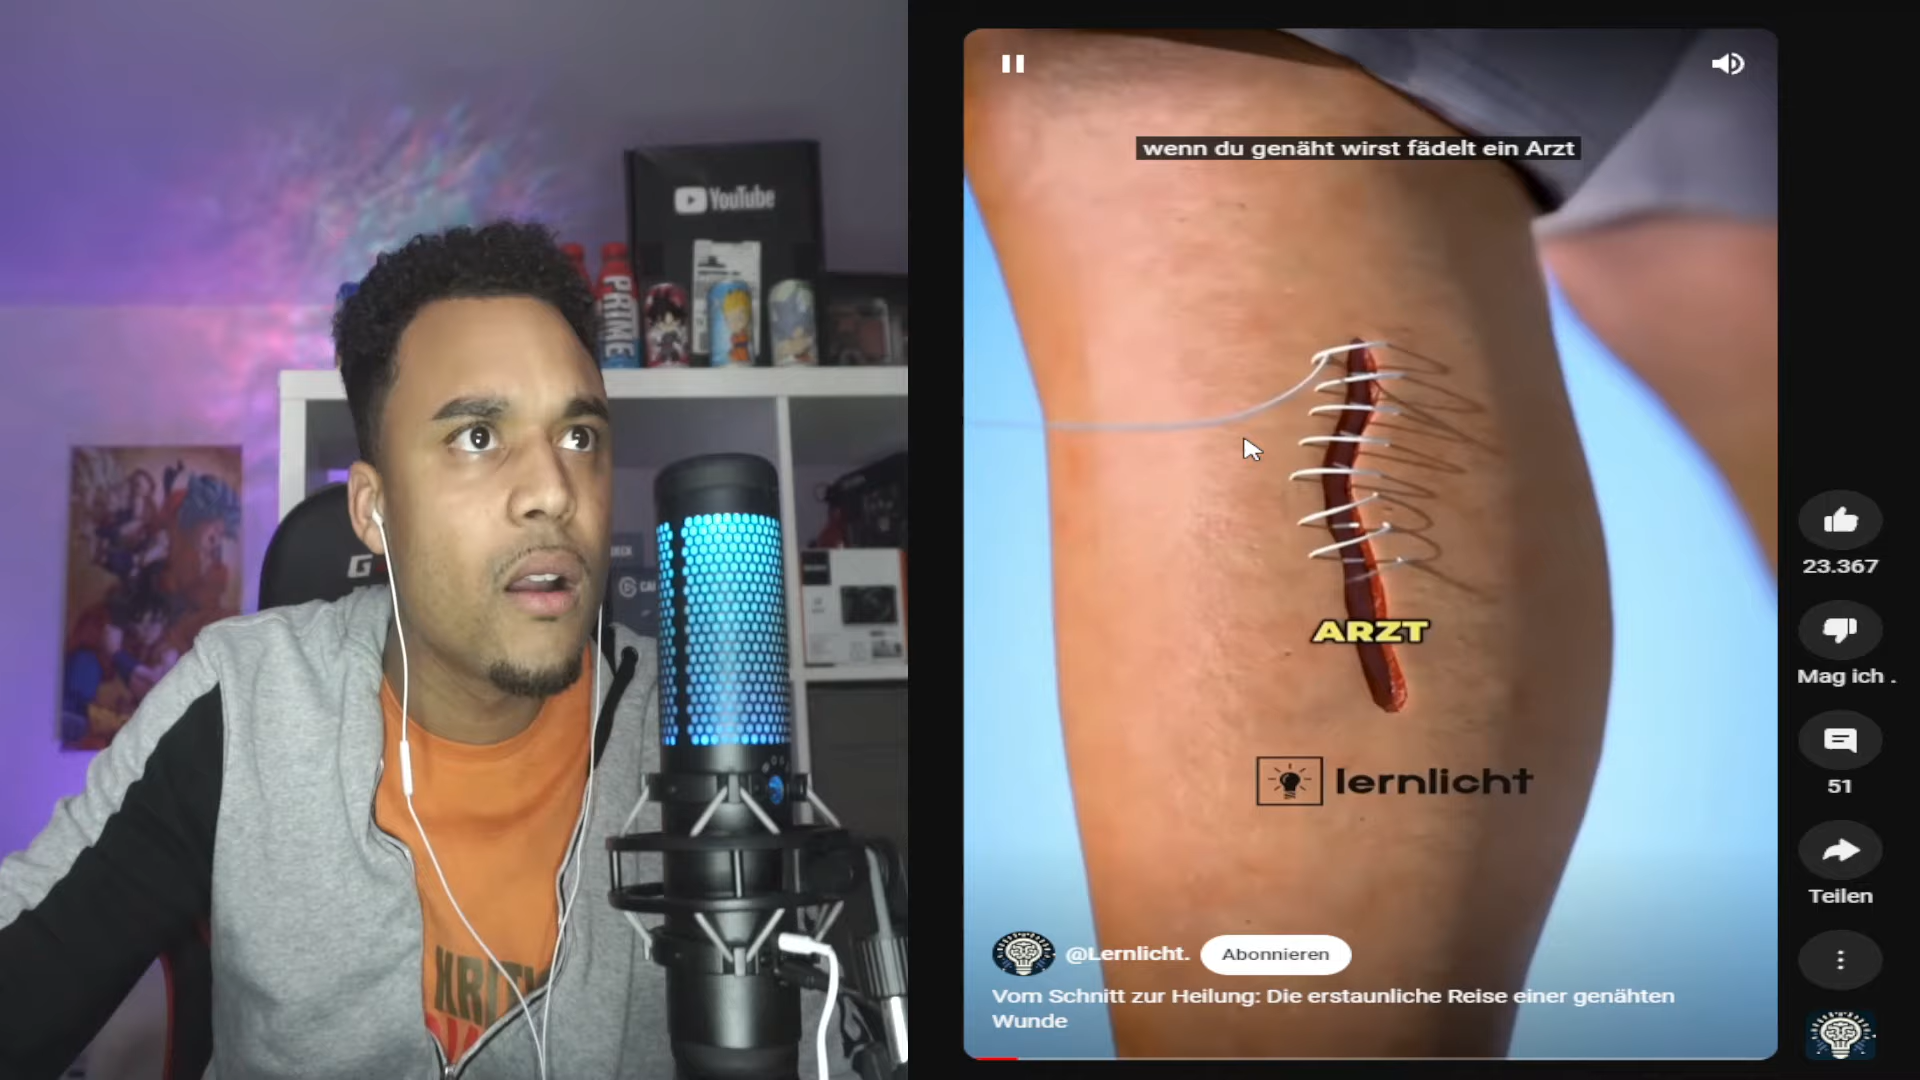 YouTube
PRIME
wenn du genäht wirst fädelt ein Arzt
ARZT
lernlicht
@Lernlicht.
Abonnieren
Vom Schnitt zur Heilung: Die erstaunliche Reise einer genähten
Wunde
23.367
Mag ich .
51
Teilen